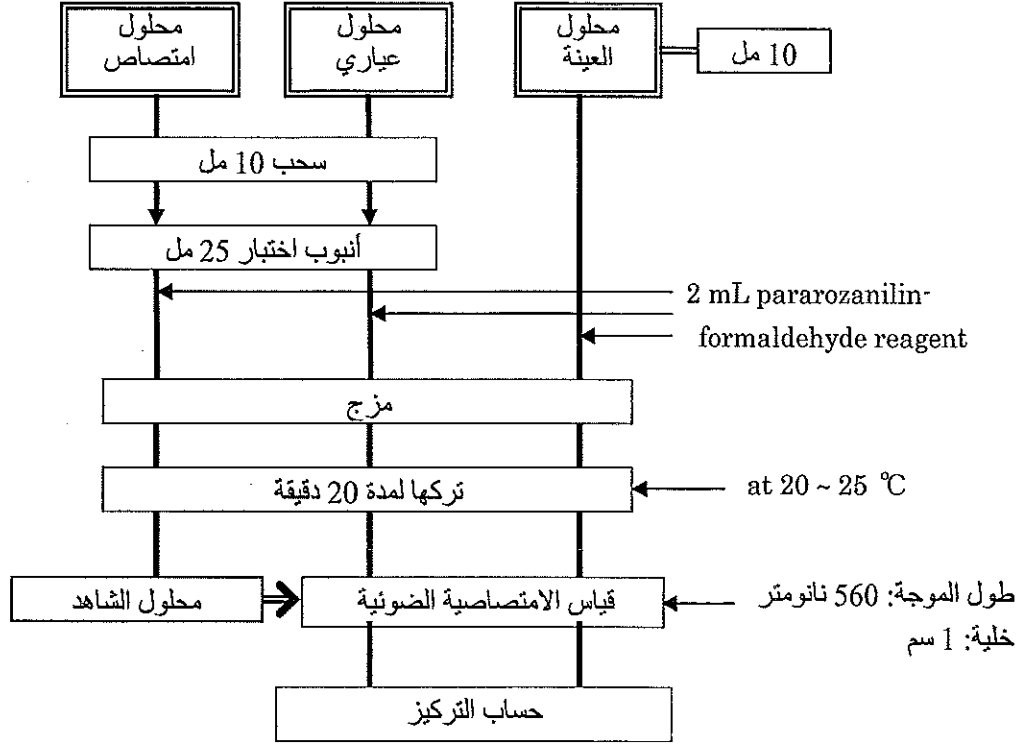 محلول
امتصاص
محلول
عياري
محلول
العينة
10 مل
سحب 10 مل
أنبوب اختبار 25 مل
2 mL pararozanilin-
formaldehyde reagent
مزج
تركها لمدة 20 دقيقة
at 20 ~ 25 ℃
محلول الشاهد
قياس الامتصاصية الضوئية
طول الموجة: 560 نانومتر
خلية: 1 سم
حساب التركيز